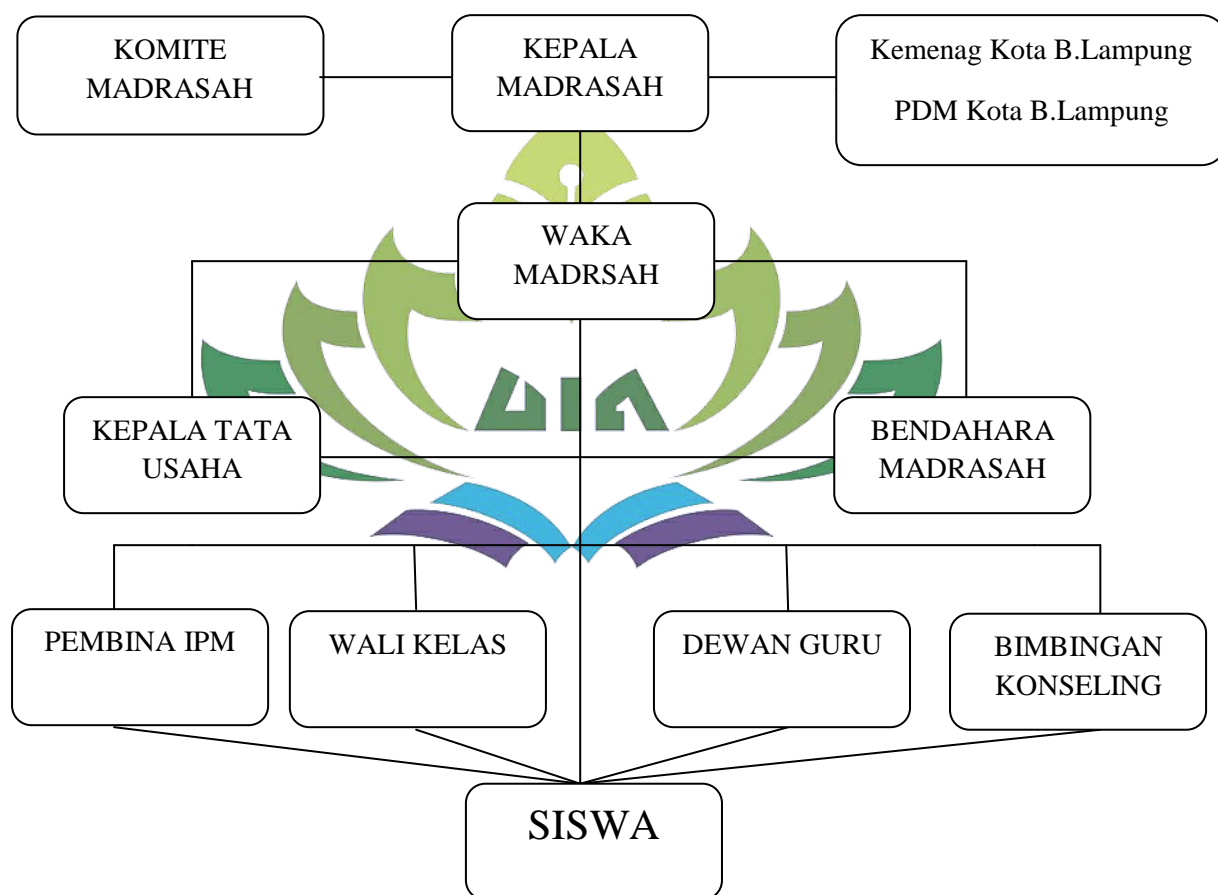 KOMITE
MADRASAH
KEPALA
MADRASAH
Kemenag Kota B.Lampung
PDM Kota B.Lampung
WAKA
MADRSAH
KEPALA TATA
USAHA
BENDAHARA
MADRASAH
PEMBINA IPM
WALI KELAS
DEWAN GURU
BIMBINGAN
KONSELING
SISWA